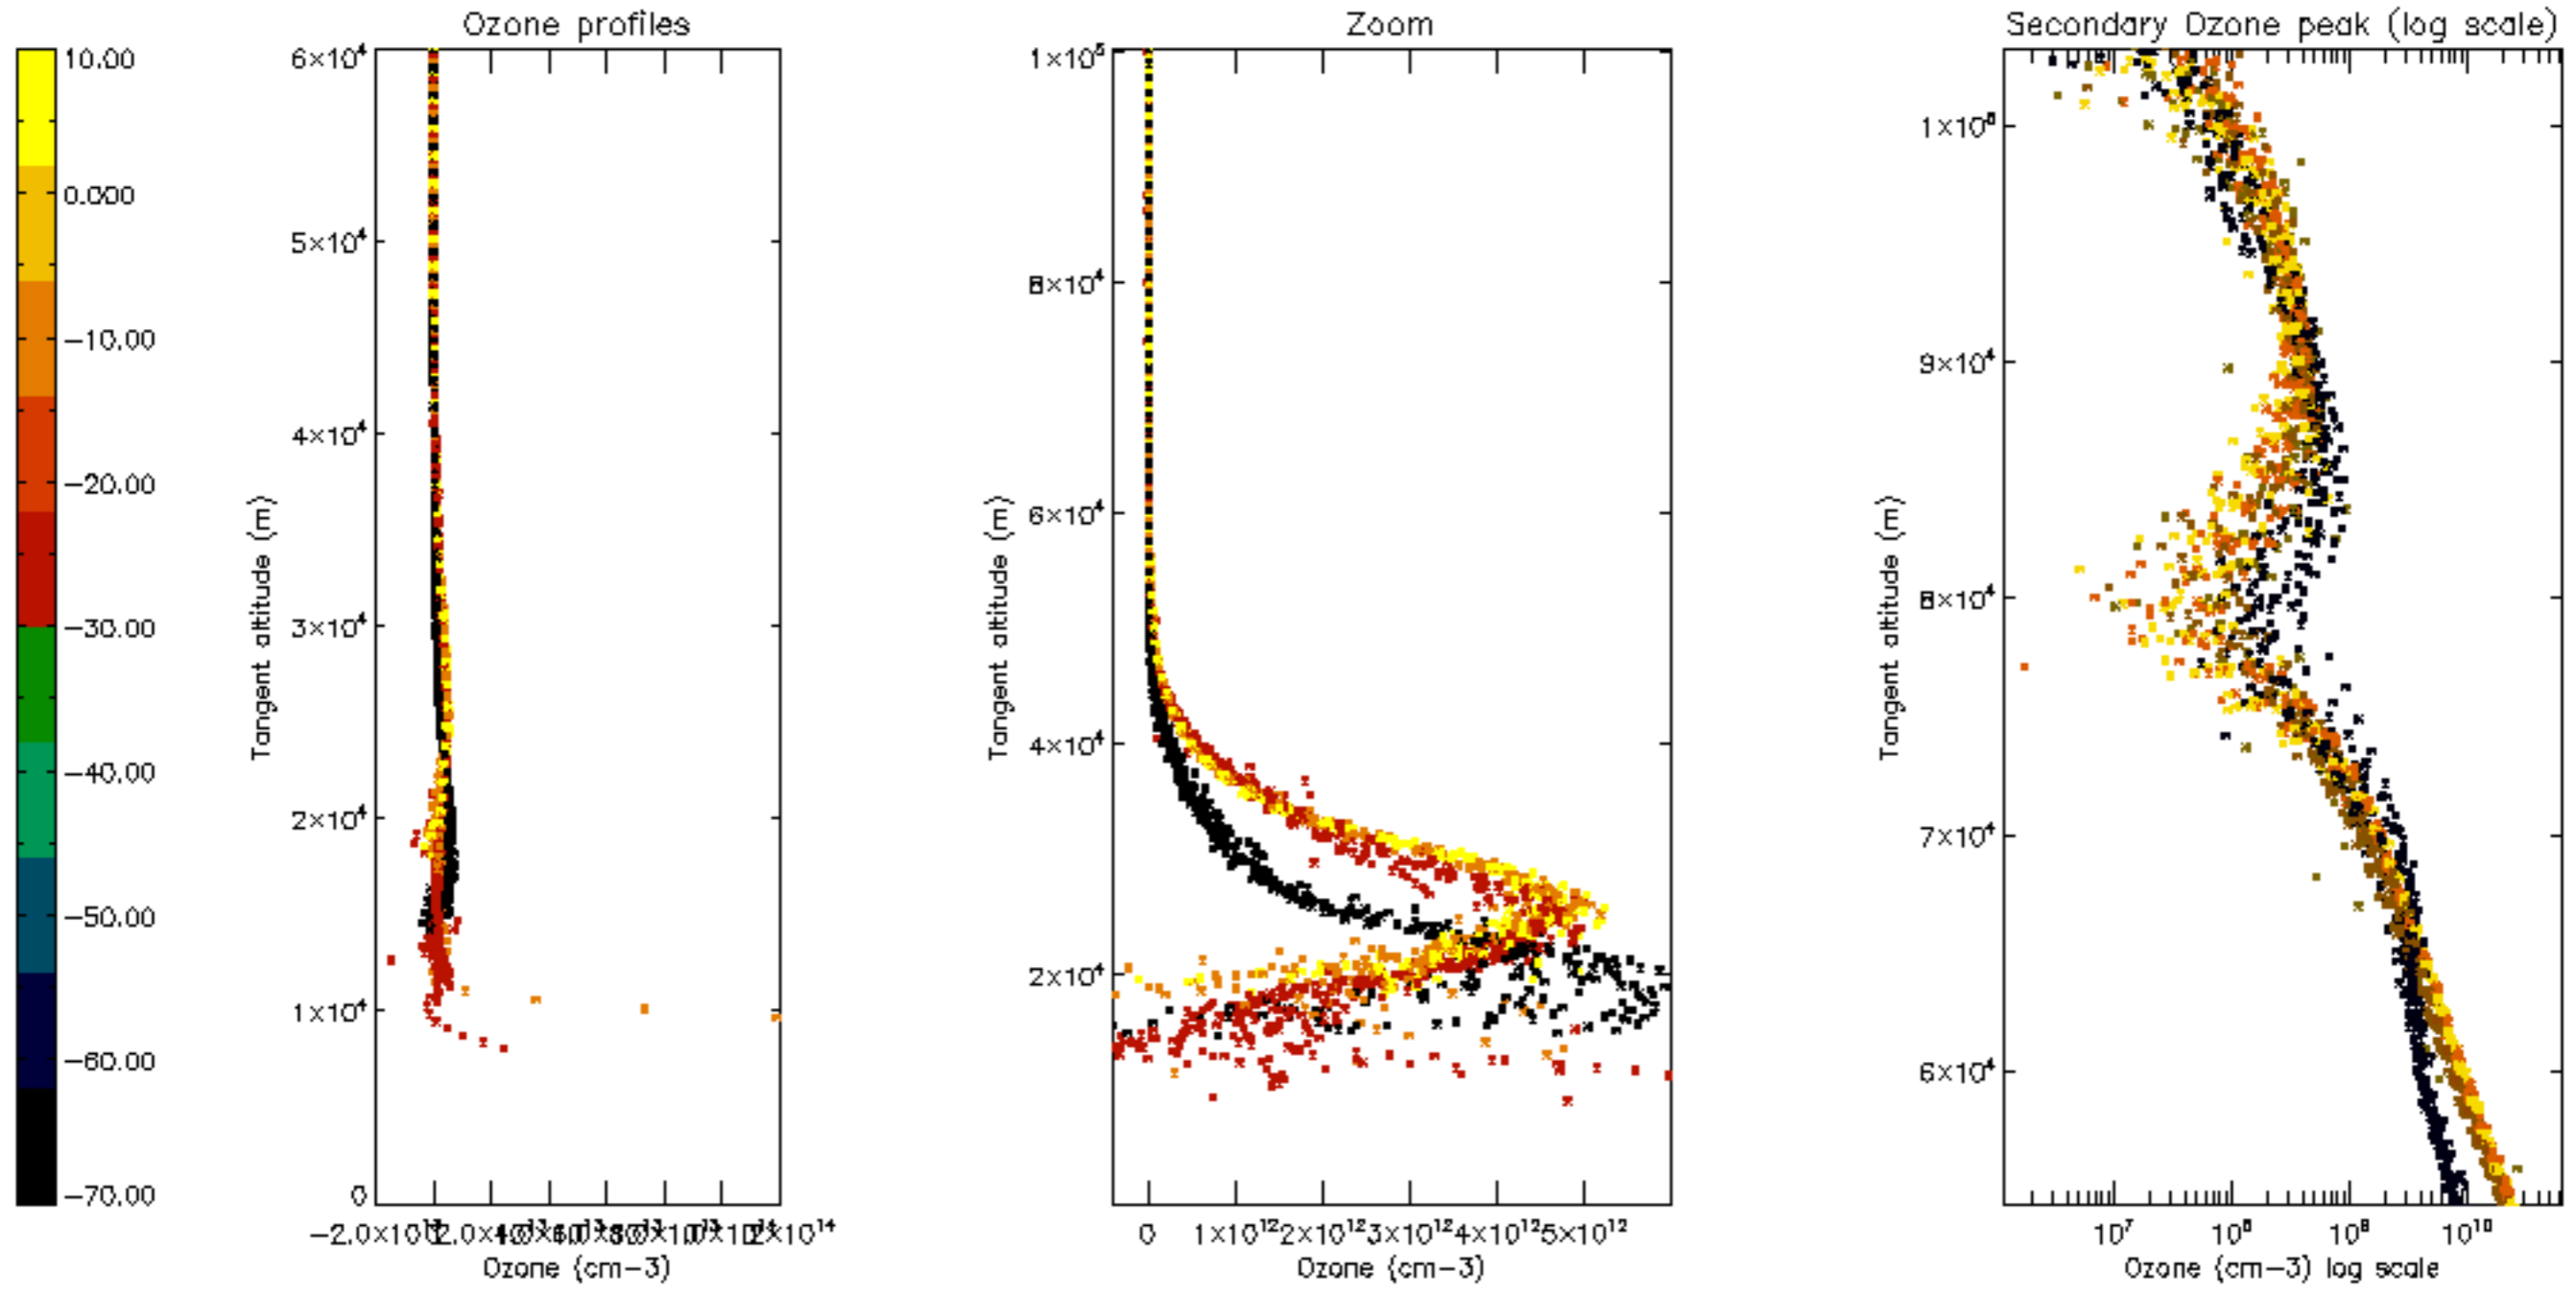 Ozone profiles
Zoom
Secondary Ozone peak (log scale)
10.00
0.00
−10.00
−20.00
−30.00
−40.00
−50.00
−60.00
−70.00
6×10⁴
5×10⁴
4×10⁴
3×10⁴
2×10⁴
1×10⁴
0
Tangent altitude (m)
Ozone (cm−3)
1×10⁵
8×10⁴
6×10⁴
4×10⁴
2×10⁴
Tangent altitude (m)
0 1×10¹² 2×10¹² 3×10¹² 4×10¹² 5×10¹²
Ozone (cm−3)
1×10⁵
9×10⁴
8×10⁴
7×10⁴
6×10⁴
Tangent altitude (m)
10⁷ 10⁸ 10⁹ 10¹⁰
Ozone (cm−3) log scale